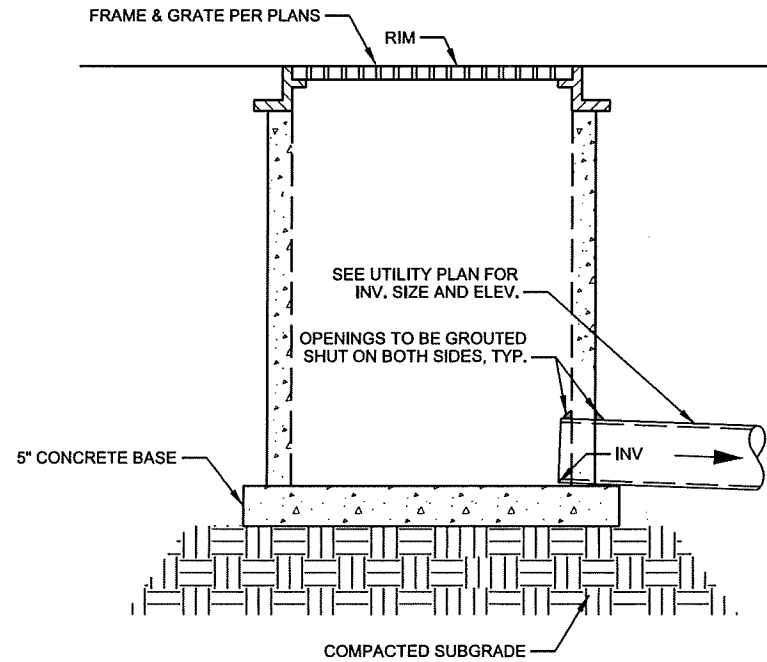 FRAME & GRATE PER PLANS
RIM
SEE UTILITY PLAN FOR
INV. SIZE AND ELEV.
OPENINGS TO BE GROUTED
SHUT ON BOTH SIDES, TYP.
INV
5" CONCRETE BASE
COMPACTED SUBGRADE